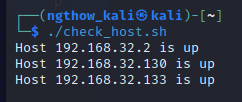 ┌──(ngthow_kali㉿kali)-[~]
└─$ ./check_host.sh
Host 192.168.32.2 is up
Host 192.168.32.130 is up
Host 192.168.32.133 is up